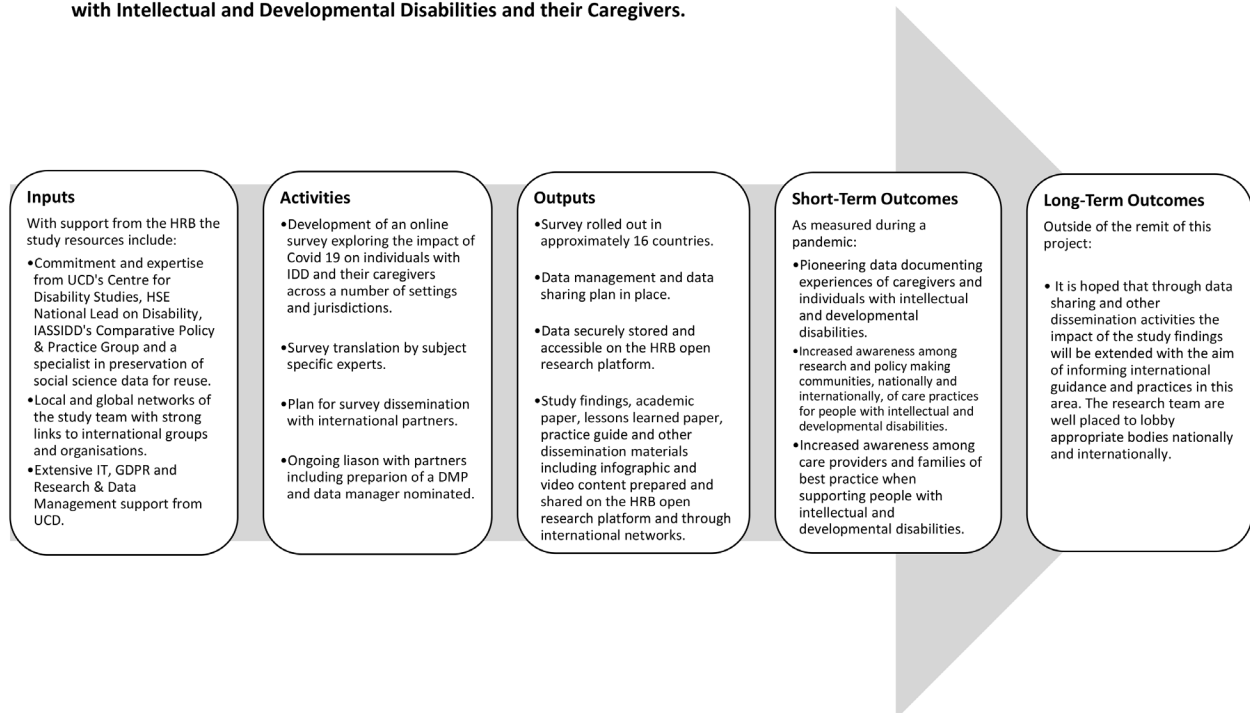 with Intellectual and Developmental Disabilities and their Caregivers.
Inputs
With support from the HRB the
study resources include:
•Commitment and expertise
from UCD's Centre for
Disability Studies, HSE
National Lead on Disability,
IASSIDD's Comparative Policy
& Practice Group and a
specialist in preservation of
social science data for reuse.
•Local and global networks of
the study team with strong
links to international groups
and organisations.
•Extensive IT, GDPR and
Research & Data
Management support from
UCD.
Activities
•Development of an online
survey exploring the impact of
Covid 19 on individuals with
IDD and their caregivers
across a number of settings
and jurisdictions.
•Survey translation by subject
specific experts.
•Plan for survey dissemination
with international partners.
•Ongoing liason with partners
including preparion of a DMP
and data manager nominated.
Outputs
•Survey rolled out in
approximately 16 countries.
•Data management and data
sharing plan in place.
•Data securely stored and
accessible on the HRB open
research platform.
•Study findings, academic
paper, lessons learned paper,
practice guide and other
dissemination materials
including infographic and
video content prepared and
shared on the HRB open
research platform and through
international networks.
Short-Term Outcomes
As measured during a
pandemic:
•Pioneering data documenting
experiences of caregivers and
individuals with intellectual
and developmental
disabilities.
•Increased awareness among
research and policy making
communities, nationally and
internationally, of care practices
for people with intellectual and
developmental disabilities.
•Increased awareness among
care providers and families of
best practice when
supporting people with
intellectual and
developmental disabilities.
Long-Term Outcomes
Outside of the remit of this
project:
• It is hoped that through data
sharing and other
dissemination activities the
impact of the study findings
will be extended with the aim
of informing international
guidance and practices in this
area. The research team are
well placed to lobby
appropriate bodies nationally
and internationally.